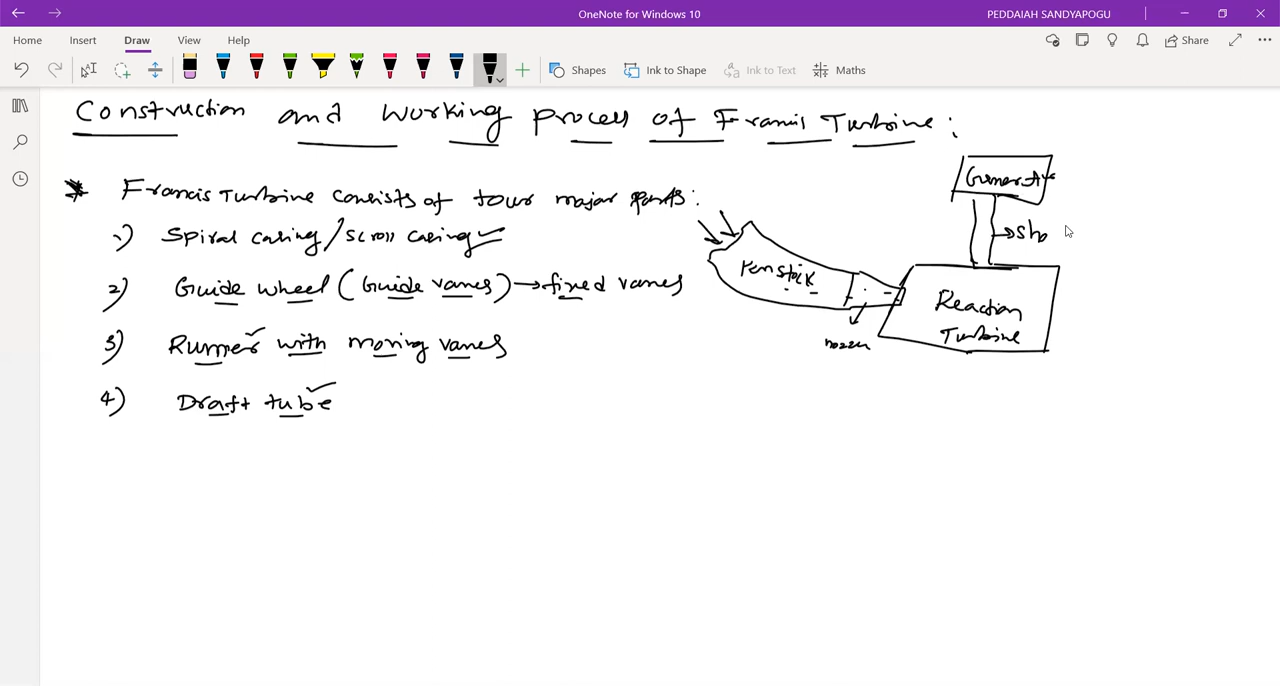 OneNote for Windows 10
PEDDAIAH SANDYAPOGU
Home Insert Draw View Help
Share
Shapes Ink to Shape Ink to Text Maths
Construction and Working Process of Francis Turbine:
* Francis Turbine consists of four major parts:
1) Spiral casing/scroll casing
2) Guide wheel (Guide vanes) → fixed vanes
3) Runner with moving vanes
4) Draft tube
Generator
→ sha
Penstock
Reaction
Turbine